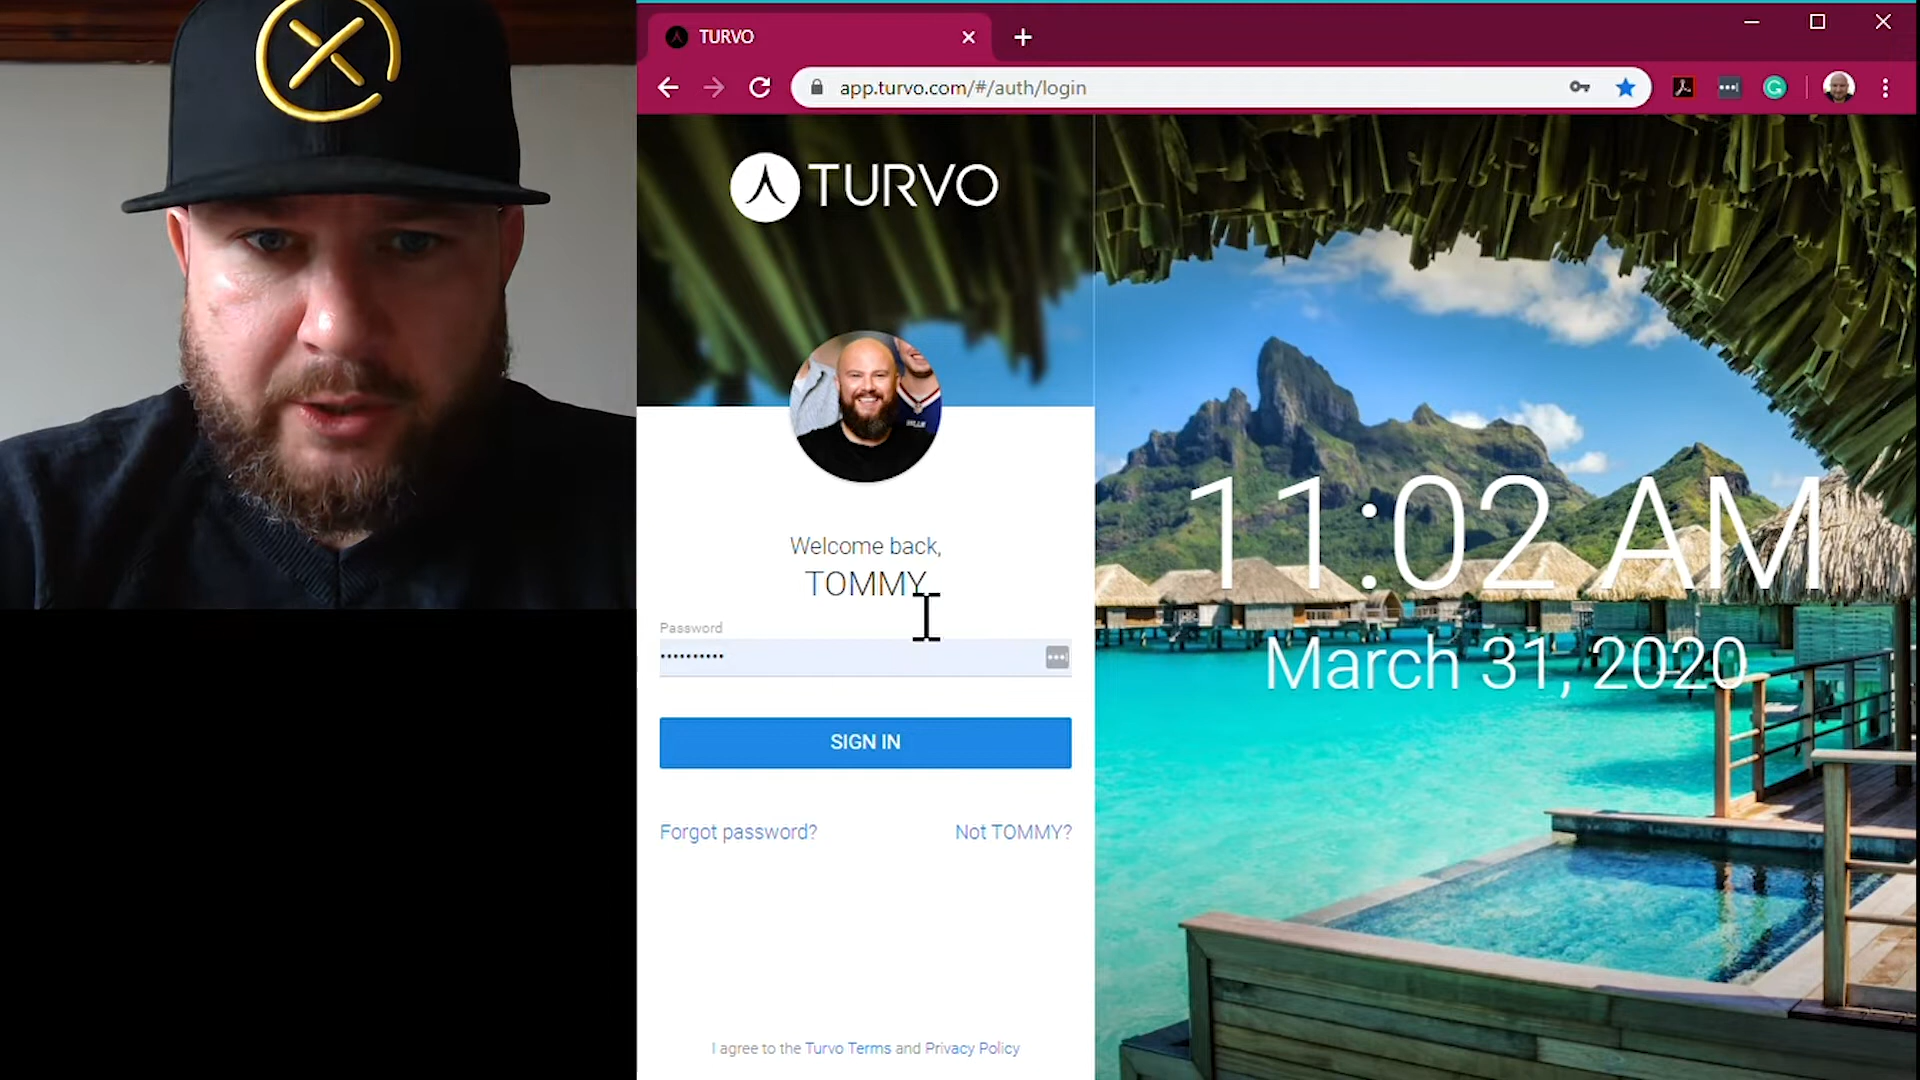 TURVO
app.turvo.com/#/auth/login
TURVO
Welcome back,
TOMMY
Password
SIGN IN
Forgot password?
Not TOMMY?
I agree to the Turvo Terms and Privacy Policy
11:02 AM
March 31, 2020